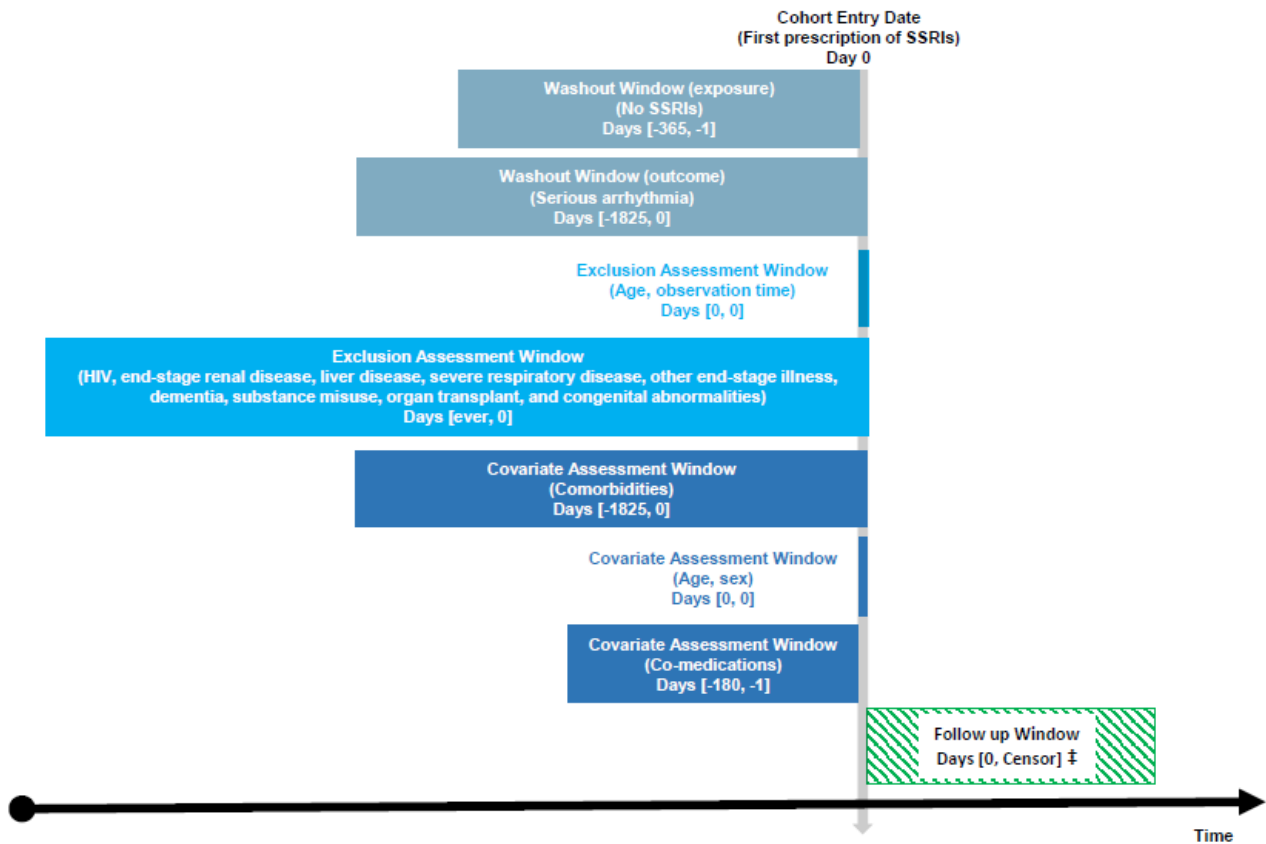 Cohort Entry Date
(First prescription of SSRIs)
Day 0
Washout Window (exposure)
(No SSRIs)
Days [-365, -1]
Washout Window (outcome)
(Serious arrhythmia)
Days [-1825, 0]
Exclusion Assessment Window
(Age, observation time)
Days [0, 0]
Exclusion Assessment Window
(HIV, end-stage renal disease, liver disease, severe respiratory disease, other end-stage illness,
dementia, substance misuse, organ transplant, and congenital abnormalities)
Days [ever, 0]
Covariate Assessment Window
(Comorbidities)
Days [-1825, 0]
Covariate Assessment Window
(Age, sex)
Days [0, 0]
Covariate Assessment Window
(Co-medications)
Days [-180, -1]
Follow up Window
Days [0, Censor] ‡
Time